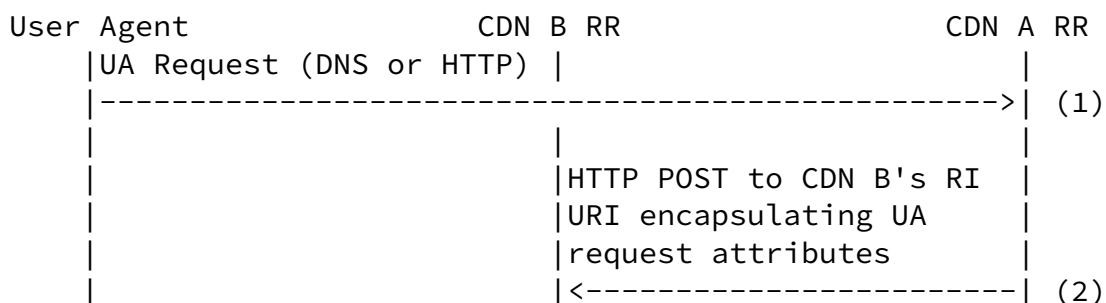 User Agent CDN B RR CDN A RR
UA Request (DNS or HTTP)
(1)
HTTP POST to CDN B's RI
URI encapsulating UA
request attributes
(2)